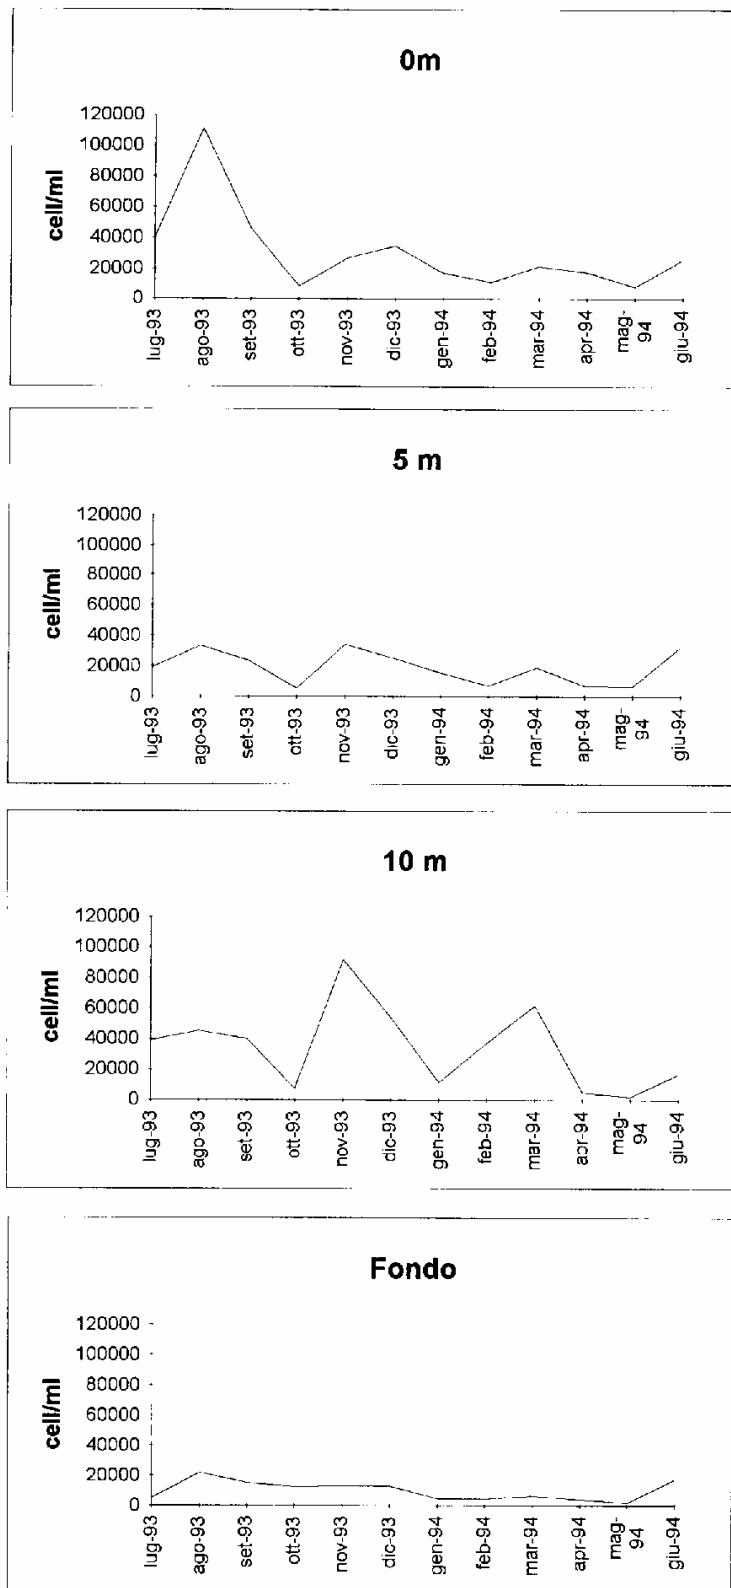 0m
120000
100000
80000
60000
40000
20000
0
cell/ml
lug-93
ago-93
set-93
ott-93
nov-93
dic-93
gen-94
feb-94
mar-94
apr-94
mag-
94
giu-94
5 m
120000
100000
80000
60000
40000
20000
0
cell/ml
lug-93
ago-93
set-93
ott-93
nov-93
dic-93
gen-94
feb-94
mar-94
apr-94
mag-
94
giu-94
10 m
120000
100000
80000
60000
40000
20000
0
cell/ml
lug-93
ago-93
set-93
ott-93
nov-93
dic-93
gen-94
feb-94
mar-94
apr-94
mag-
94
giu-94
Fondo
120000
100000
80000
60000
40000
20000
0
cell/ml
lug-93
ago-93
set-93
ott-93
nov-93
dic-93
gen-94
feb-94
mar-94
apr-94
mag-
94
giu-94